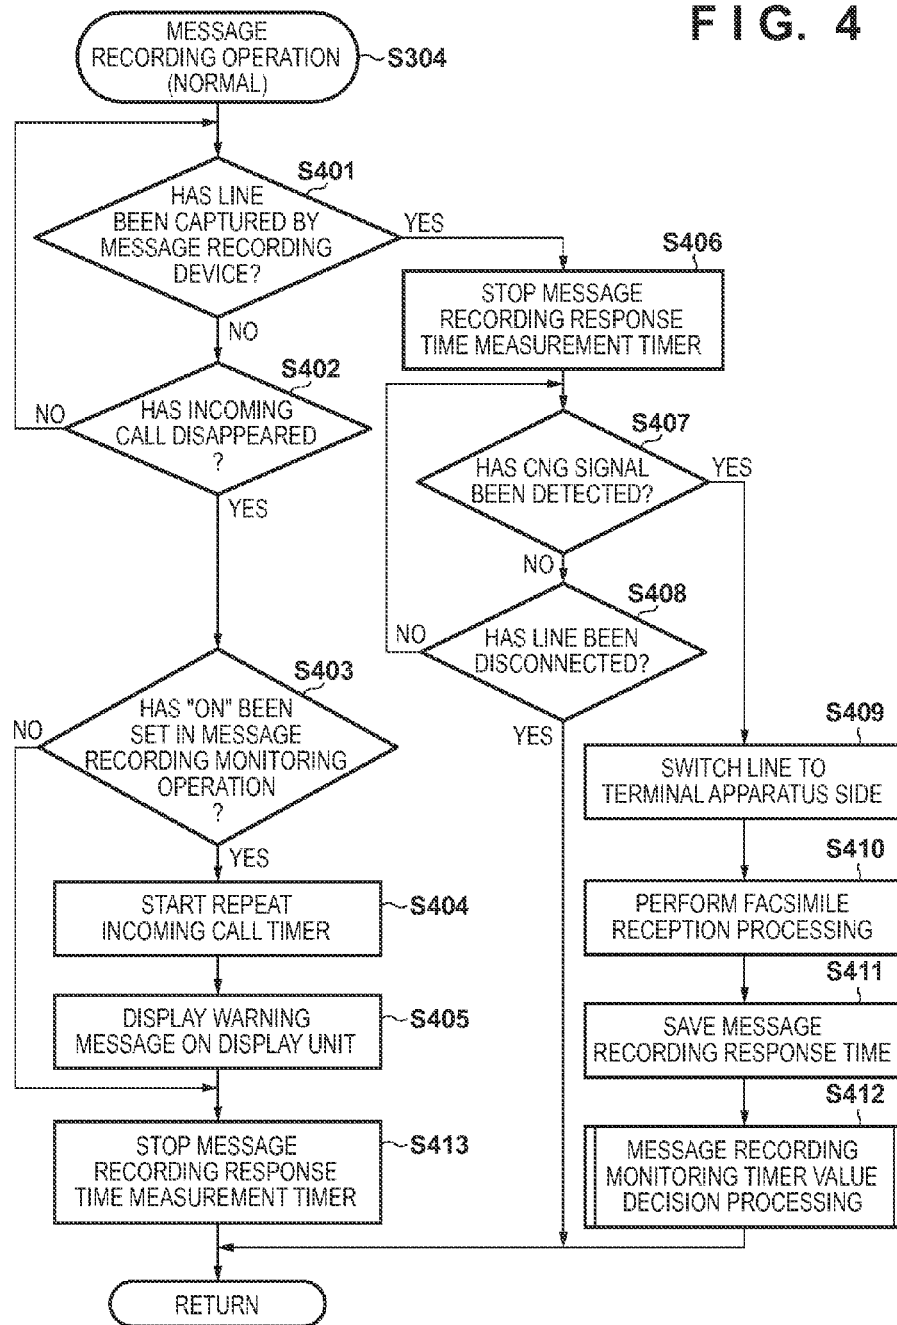 FIG. 4
MESSAGE
RECORDING OPERATION
(NORMAL)
S304
S401
HAS LINE
BEEN CAPTURED BY
MESSAGE RECORDING
DEVICE?
YES
NO
S402
HAS INCOMING
CALL DISAPPEARED
?
NO
YES
S403
HAS "ON" BEEN
SET IN MESSAGE
RECORDING MONITORING
OPERATION
?
NO
YES
START REPEAT
INCOMING CALL TIMER
S404
DISPLAY WARNING
MESSAGE ON DISPLAY UNIT
S405
STOP MESSAGE
RECORDING RESPONSE
TIME MEASUREMENT TIMER
S413
RETURN
S406
STOP MESSAGE
RECORDING RESPONSE
TIME MEASUREMENT TIMER
S407
HAS CNG SIGNAL
BEEN DETECTED?
YES
NO
S408
HAS LINE BEEN
DISCONNECTED?
NO
YES
S409
SWITCH LINE TO
TERMINAL APPARATUS SIDE
S410
PERFORM FACSIMILE
RECEPTION PROCESSING
S411
SAVE MESSAGE
RECORDING RESPONSE TIME
S412
MESSAGE RECORDING
MONITORING TIMER VALUE
DECISION PROCESSING